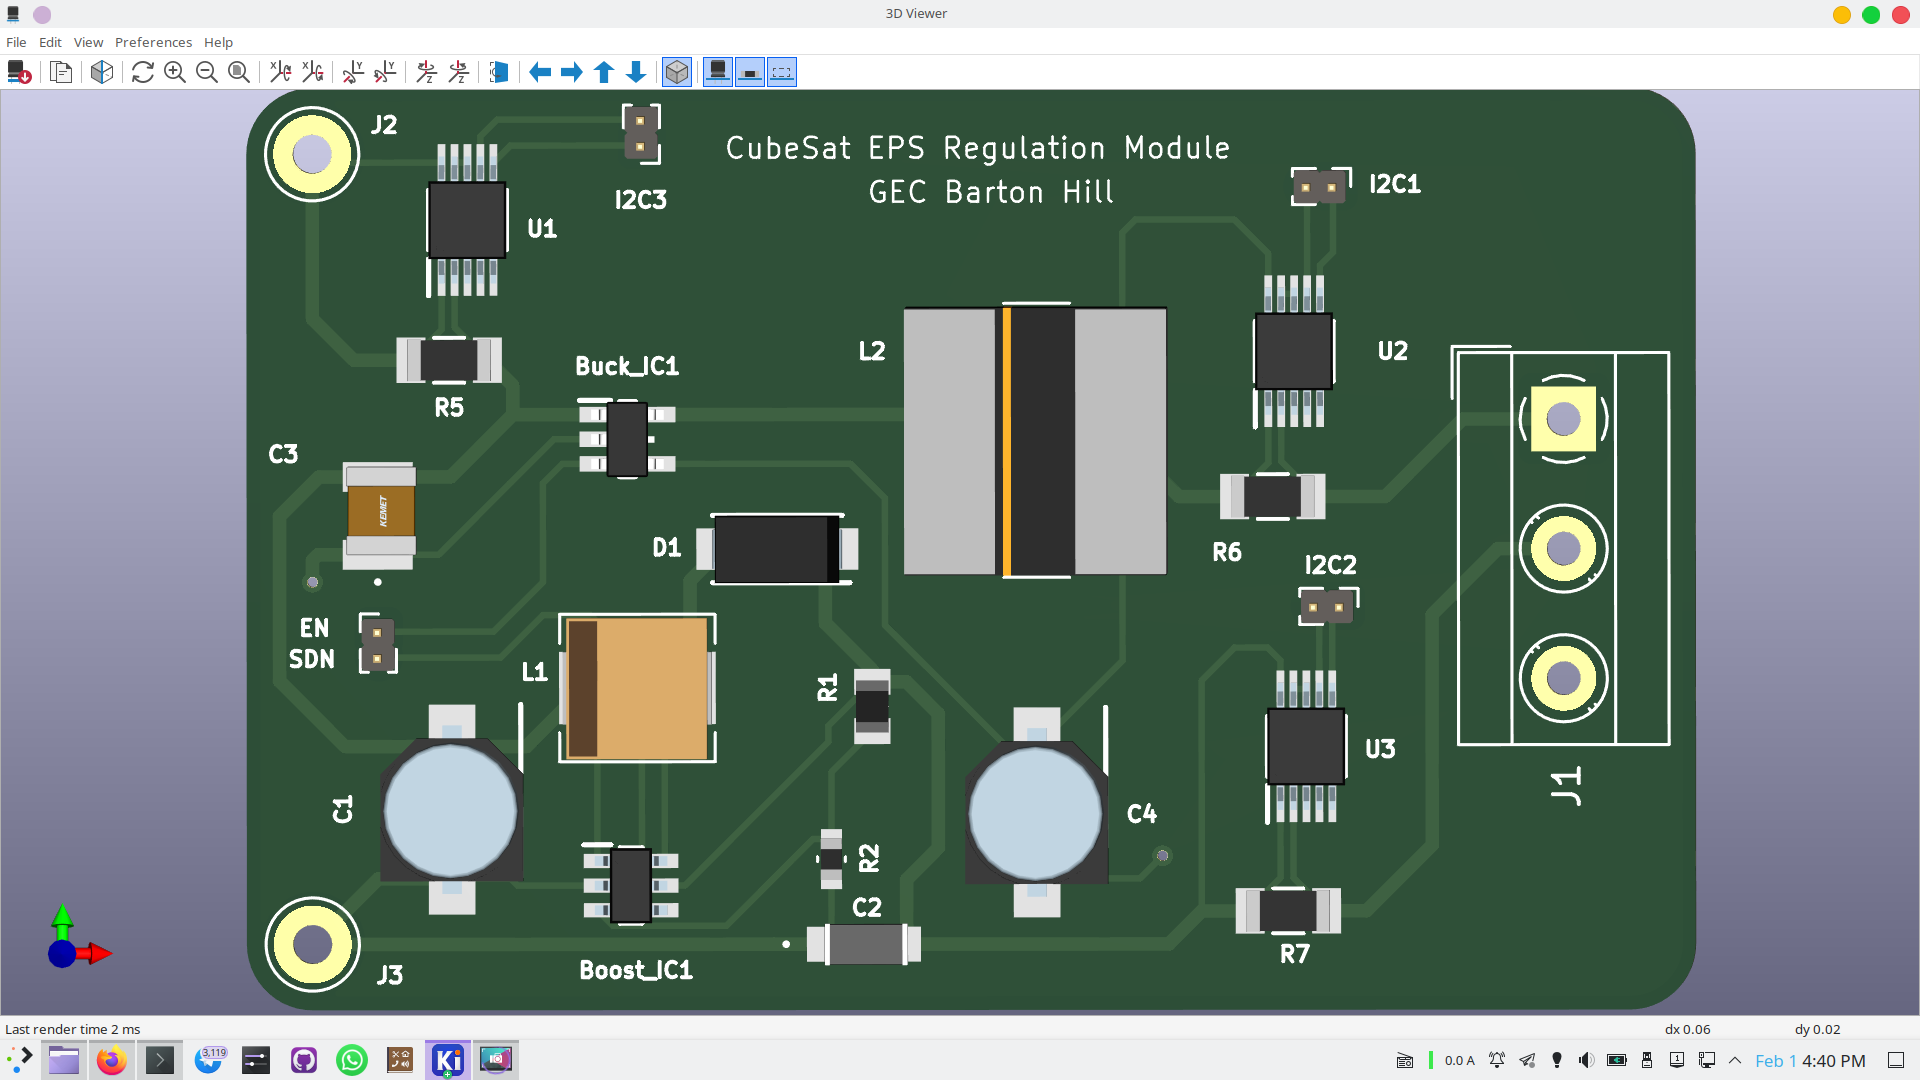 3D Viewer
File Edit View Preferences Help
J2
I2C3
CubeSat EPS Regulation Module
GEC Barton Hill
I2C1
U1
L2
U2
Buck_IC1
R5
C3
KEMET
D1
R6
I2C2
EN
SDN
L1
R1
U3
J1
C1
C4
R2
C2
R7
J3
Boost_IC1
Last render time 2 ms
dx 0.06
dy 0.02
3,119
Ki
0.0 A
1
Feb 1 4:40 PM